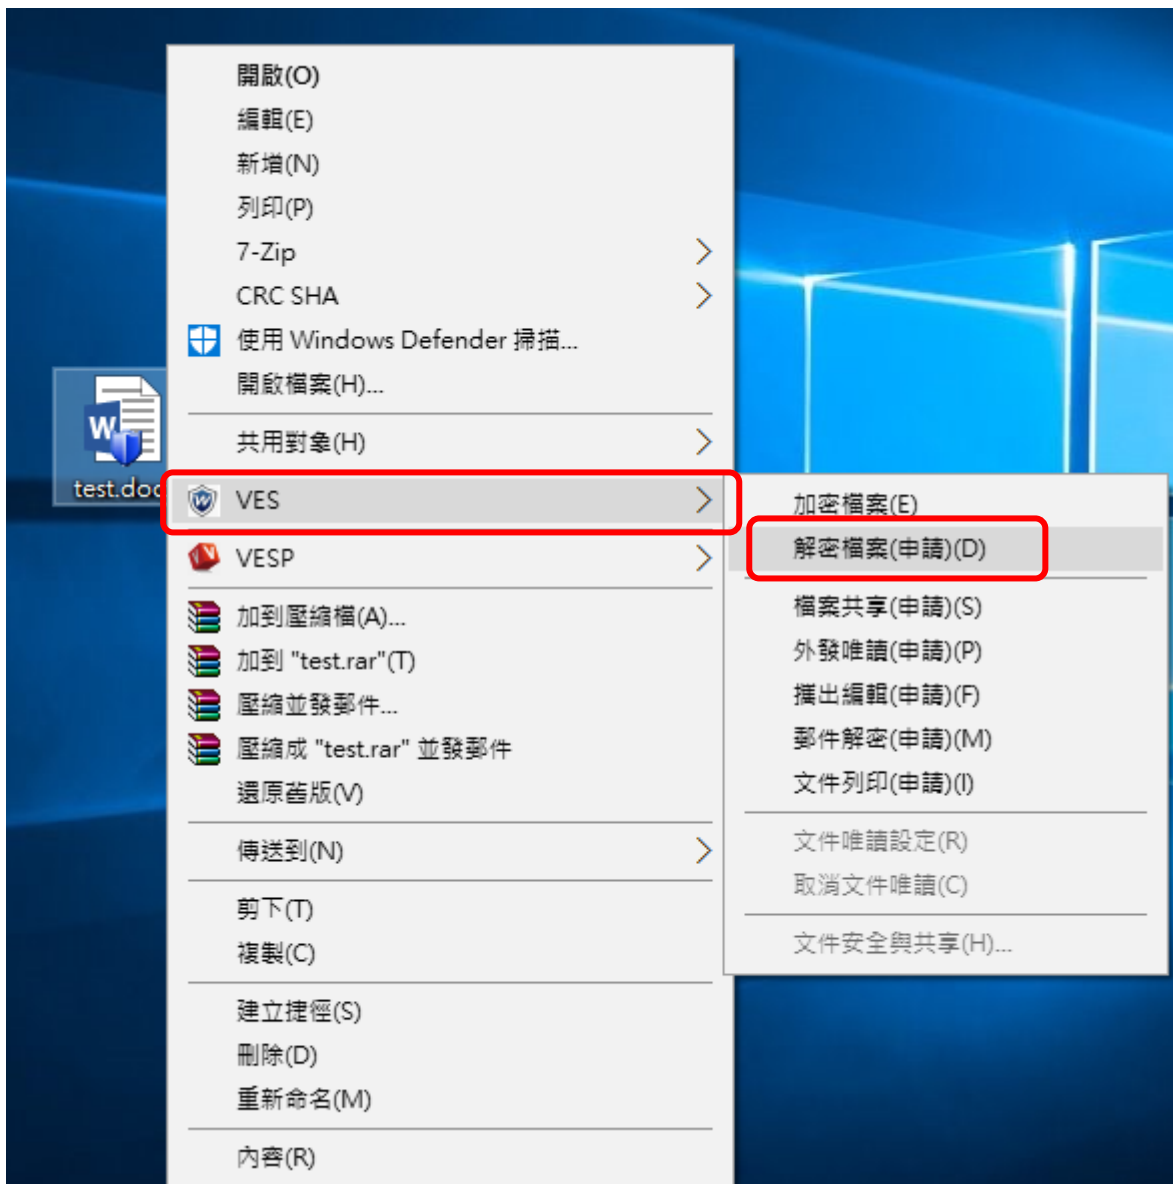 開啟(O)
編輯(E)
新增(N)
列印(P)
7-Zip
CRC SHA
使用 Windows Defender 掃描...
開啟檔案(H)...
共用對象(H)
VES
VESP
加到壓縮檔(A)...
加到 "test.rar"(T)
壓縮並發郵件...
壓縮成 "test.rar" 並發郵件
還原舊版(V)
傳送到(N)
剪下(T)
複製(C)
建立捷徑(S)
刪除(D)
重新命名(M)
內容(R)
test.doc
加密檔案(E)
解密檔案(申請)(D)
檔案共享(申請)(S)
外發唯讀(申請)(P)
攜出編輯(申請)(F)
郵件解密(申請)(M)
文件列印(申請)(I)
文件唯讀設定(R)
取消文件唯讀(C)
文件安全與共享(H)...